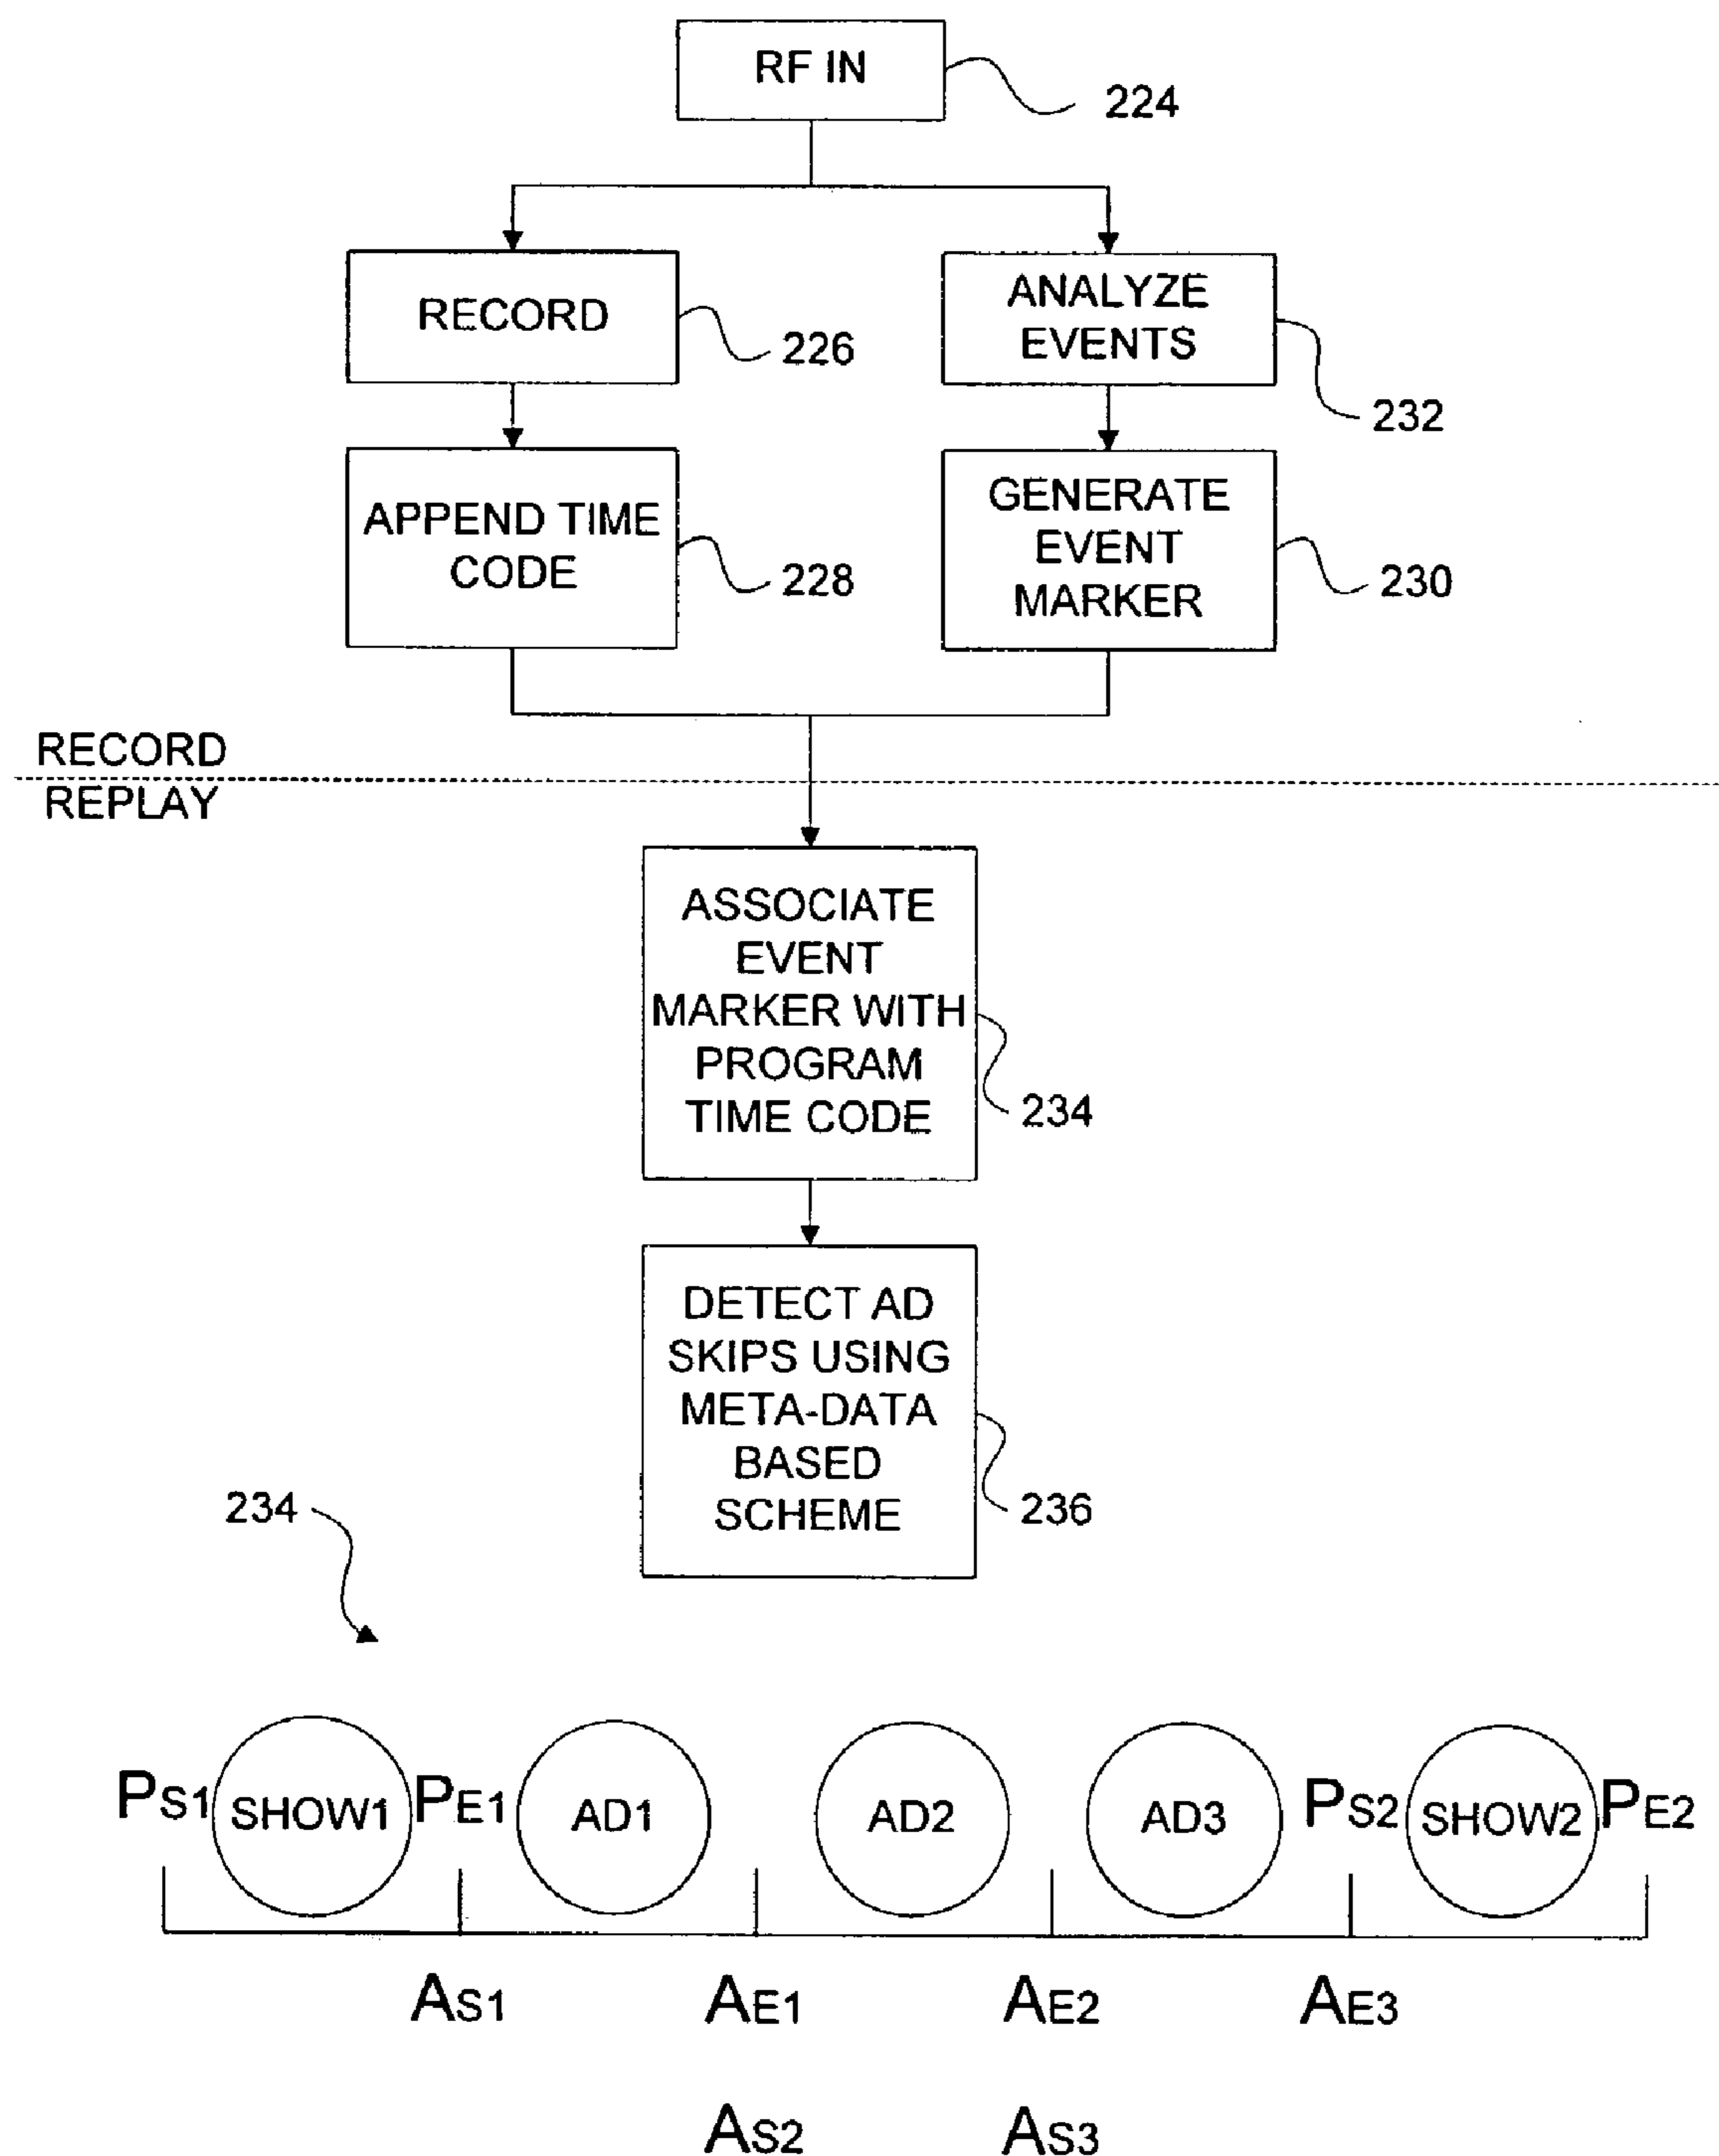 RF IN
224
RECORD
226
ANALYZE
EVENTS
232
APPEND TIME
CODE
228
GENERATE
EVENT
MARKER
230
RECORD
REPLAY
ASSOCIATE
EVENT
MARKER WITH
PROGRAM
TIME CODE
234
DETECT AD
SKIPS USING
META-DATA
BASED
SCHEME
236
234
PS1 SHOW1 PE1 AD1 AD2 AD3 PS2 SHOW2 PE2
AS1 AE1 AE2 AE3
AS2 AS3